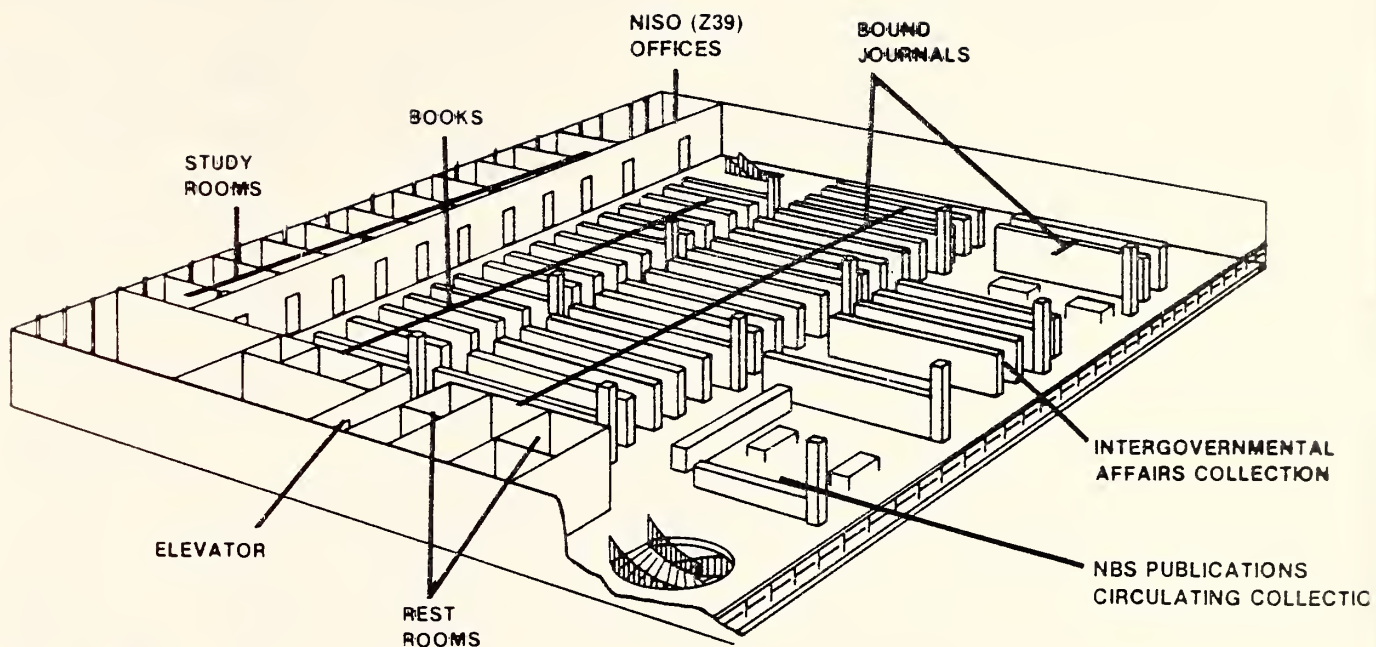 NISO (Z39)
OFFICES
BOUND
JOURNALS
BOOKS
STUDY
ROOMS
INTERGOVERNMENTAL
AFFAIRS COLLECTION
ELEVATOR
NBS PUBLICATIONS
CIRCULATING COLLECTIC
REST
ROOMS